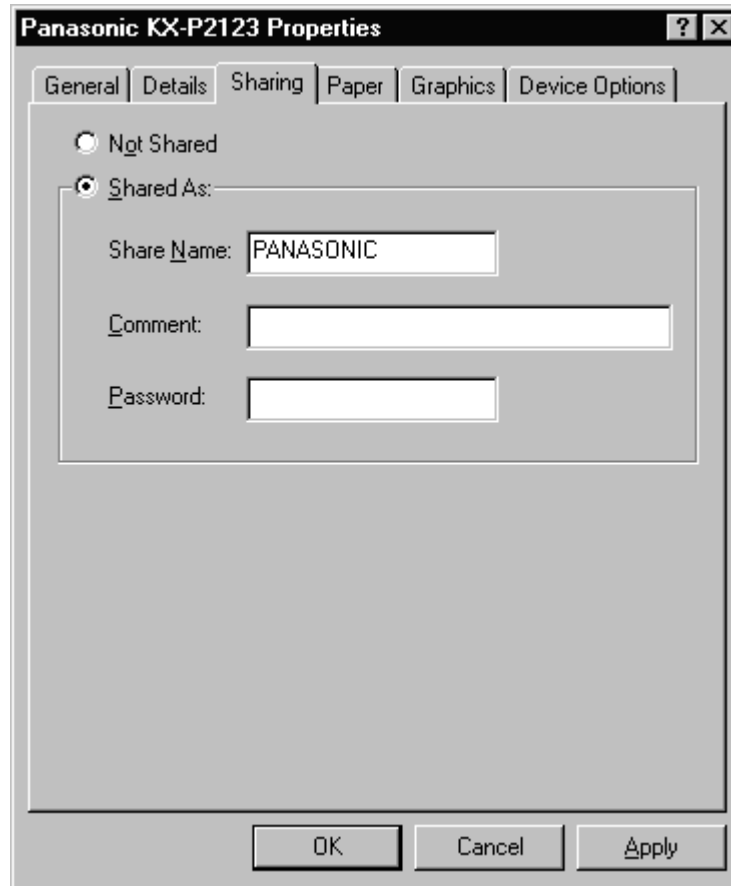 Panasonic KX-P2123 Properties
General Details Sharing Paper Graphics Device Options
Not Shared
Shared As:
Share Name: PANASONIC
Comment:
Password:
OK Cancel Apply